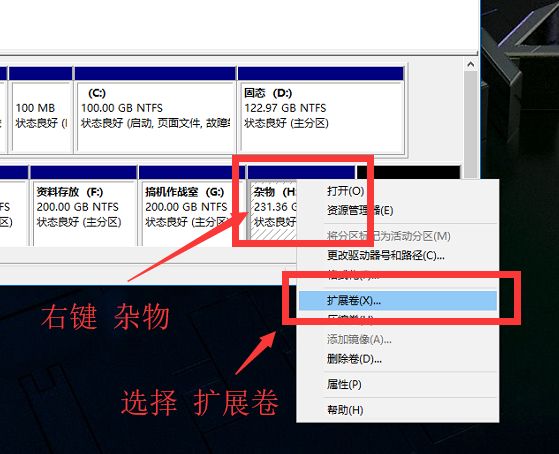 (C:)
固态 (D:)
100 MB
100.00 GB NTFS
122.97 GB NTFS
状态良好 (
状态良好 (启动, 页面文件, 故障转
状态良好 (主分区)
资料存放 (F:)
搞机作战室 (G:)
杂物 (H
200.00 GB NTFS
200.00 GB NTFS
231.36 G
状态良好 (主分区)
状态良好 (主分区)
状态良好
打开(O)
资源管理器(E)
将分区标记为活动分区(M)
更改驱动器号和路径(C)...
扩展卷(X)...
添加镜像(A)...
删除卷(D)...
属性(P)
帮助(H)
右键 杂物
选择 扩展卷